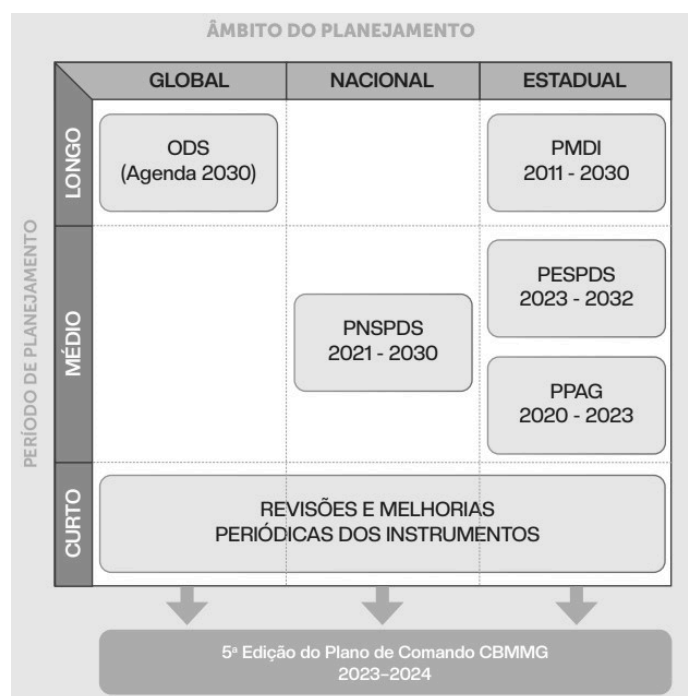 ÂMBITO DO PLANEJAMENTO
GLOBAL
NACIONAL
ESTADUAL
PERÍODO DE PLANEJAMENTO
LONGO
ODS
(Agenda 2030)
PMDI
2011 - 2030
MÉDIO
PNSPDS
2021 - 2030
PESPDS
2023 - 2032
PPAG
2020 - 2023
CURTO
REVISÕES E MELHORIAS
PERIÓDICAS DOS INSTRUMENTOS
5ª Edição do Plano de Comando CBMMG
2023–2024